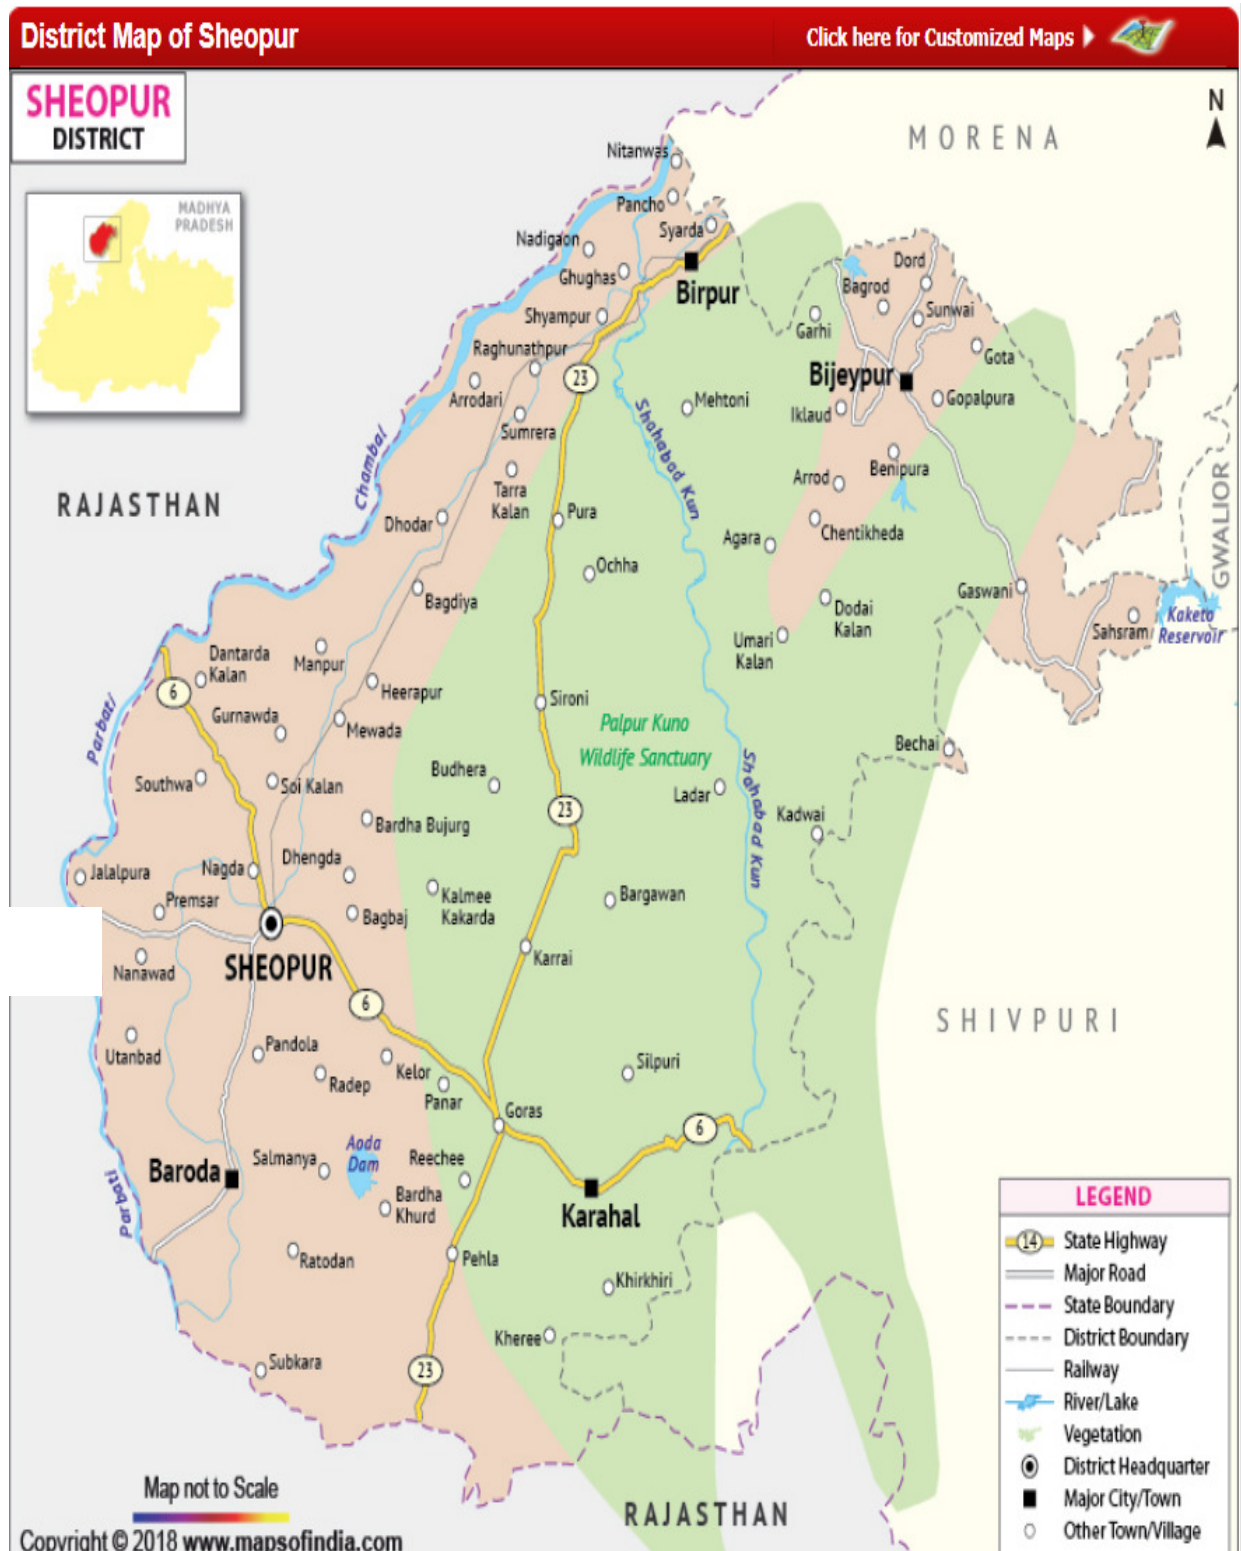 District Map of Sheopur
Click here for Customized Maps
SHEOPUR
DISTRICT
N
MORENA
MADHYA
PRADESH
Nitanwas
Pancho
Syarda
Nadigaon
Ghughas
Birpur
Shyampur
Raghunathpur
23
Arrodari
Sumrera
Tarra
Kalan
Dord
Bagrod
Sunwai
Garhi
Gota
Bijeypur
Gopalpura
Iklaud
Mehtoni
Shahabad Kun
Chambal
RAJASTHAN
Dhodar
Pura
Arrod
Benipura
Chentikheda
Agara
GWALIOR
Ochha
Bagdiya
Gaswani
Dodai
Kalan
Umari
Kalan
Sahsram
Keketo
Reservoir
Dantarda
Kalan
Manpur
6
Heerapur
Gurnawda
Mewada
Sironi
Palpur Kuno
Wildlife Sanctuary
Parbati
Bechai
Southwa
Soi Kalan
Budhera
Ladar
Shahabad Kun
Kadwai
23
Bardha Bujurg
Jalalpura
Nagda
Dhengda
Premsar
Bagbaj
Kalmee
Kakarda
Bargawan
Karrai
Nanawad
SHEOPUR
6
SHIVPURI
Utanbad
Pandola
Radep
Kelor
Panar
Silpuri
Goras
6
Baroda
Salmanya
Aoda
Dam
Reechee
Bardha
Khurd
Karahal
Parbati
Ratodan
Pehla
Khirkhiri
Kheree
Subkara
23
LEGEND
14 State Highway
Major Road
State Boundary
District Boundary
Railway
River/Lake
Vegetation
District Headquarter
Major City/Town
Other Town/Village
Map not to Scale
RAJASTHAN
Copyright © 2018 www.mapsofindia.com